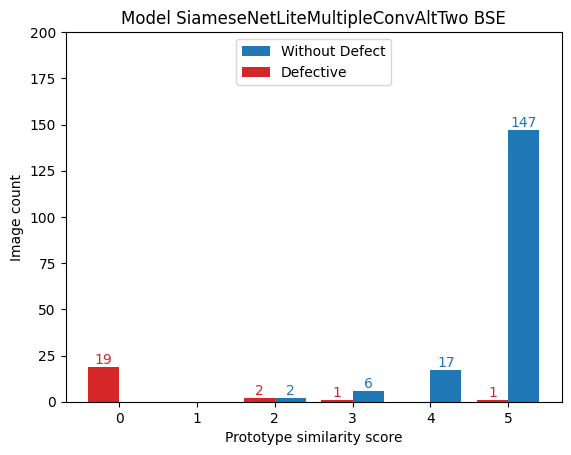 Model SiameseNetLiteMultipleConvAltTwo BSE
200
175
150
125
100
75
50
25
0
Image count
Without Defect
Defective
19
2
2
1
6
17
1
147
0 1 2 3 4 5
Prototype similarity score